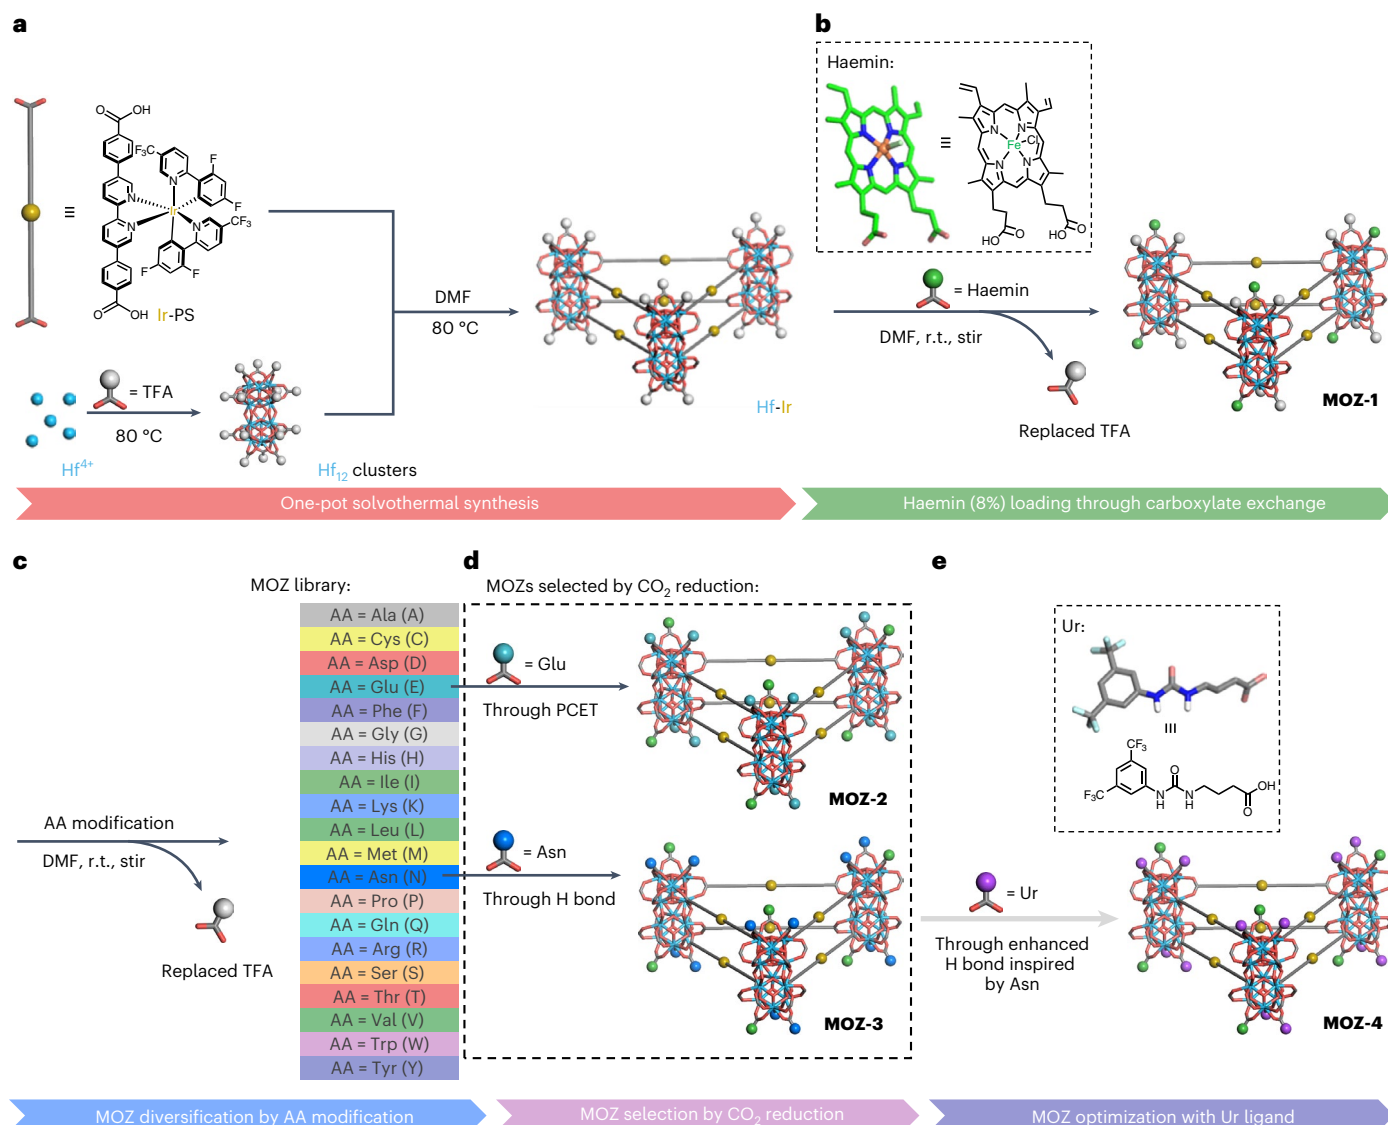 a
OH
O
F3C
N
F
F
N
N
N
Ir
N
CF3
F
F
O
OH
Ir-PS
= TFA
80 °C
Hf4+
Hf12 clusters
DMF
80 °C
Hf-Ir
One-pot solvothermal synthesis
b
Haemin:
N
N
Fe
Cl
N
N
O
HO
O
HO
= Haemin
DMF, r.t., stir
Replaced TFA
MOZ-1
Haemin (8%) loading through carboxylate exchange
c
MOZ library:
AA = Ala (A)
AA = Cys (C)
AA = Asp (D)
AA = Glu (E)
AA = Phe (F)
AA = Gly (G)
AA = His (H)
AA = Ile (I)
AA = Lys (K)
AA = Leu (L)
AA = Met (M)
AA = Asn (N)
AA = Pro (P)
AA = Gln (Q)
AA = Arg (R)
AA = Ser (S)
AA = Thr (T)
AA = Val (V)
AA = Trp (W)
AA = Tyr (Y)
AA modification
DMF, r.t., stir
Replaced TFA
MOZ diversification by AA modification
d
MOZs selected by CO2 reduction:
= Glu
Through PCET
MOZ-2
= Asn
Through H bond
MOZ-3
MOZ selection by CO2 reduction
e
Ur:
CF3
F3C
N
H
O
N
H
OH
O
= Ur
Through enhanced
H bond inspired
by Asn
MOZ-4
MOZ optimization with Ur ligand